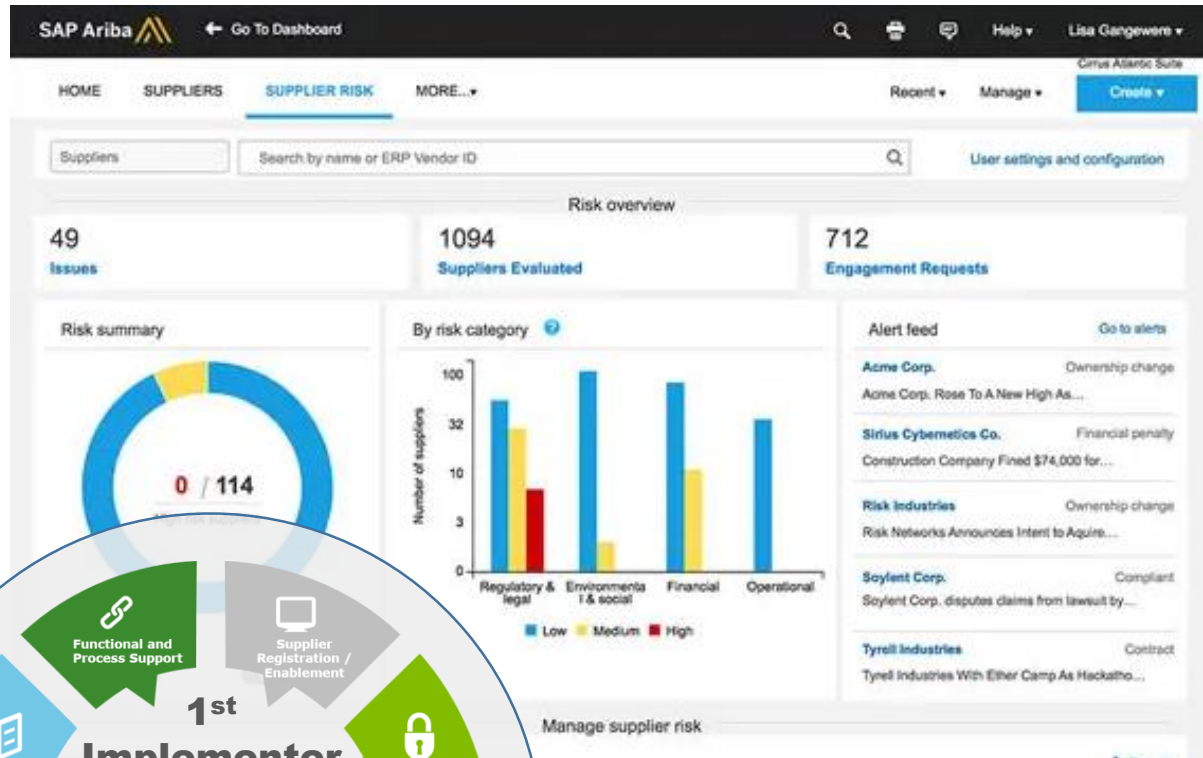 SAP Ariba
Go To Dashboard
Help
Lisa Gangewere
Cirrus Atlantic Suite
HOME SUPPLIERS SUPPLIER RISK MORE...
Recent Manage Create
Suppliers
Search by name or ERP Vendor ID
User settings and configuration
Risk overview
49
Issues
1094
Suppliers Evaluated
712
Engagement Requests
Risk summary
0 / 114
High risk suppliers
By risk category ?
Number of suppliers
100
32
10
3
0
Regulatory & legal
Environmenta
l & social
Financial
Operational
Low Medium High
Alert feed
Go to alerts
Acme Corp. Ownership change
Acme Corp. Rose To A New High As...
Sirius Cybernetics Co. Financial penalty
Construction Company Fined $74,000 for...
Risk Industries Ownership change
Risk Networks Announces Intent to Aquire...
Soylent Corp. Compliant
Soylent Corp. disputes claims from lawsuit by...
Tyrell Industries Contract
Tyrell Industries With Ether Camp As Hackatho...
Functional and
Process Support
Supplier
Registration /
Enablement
1st
Implementor
Manage supplier risk